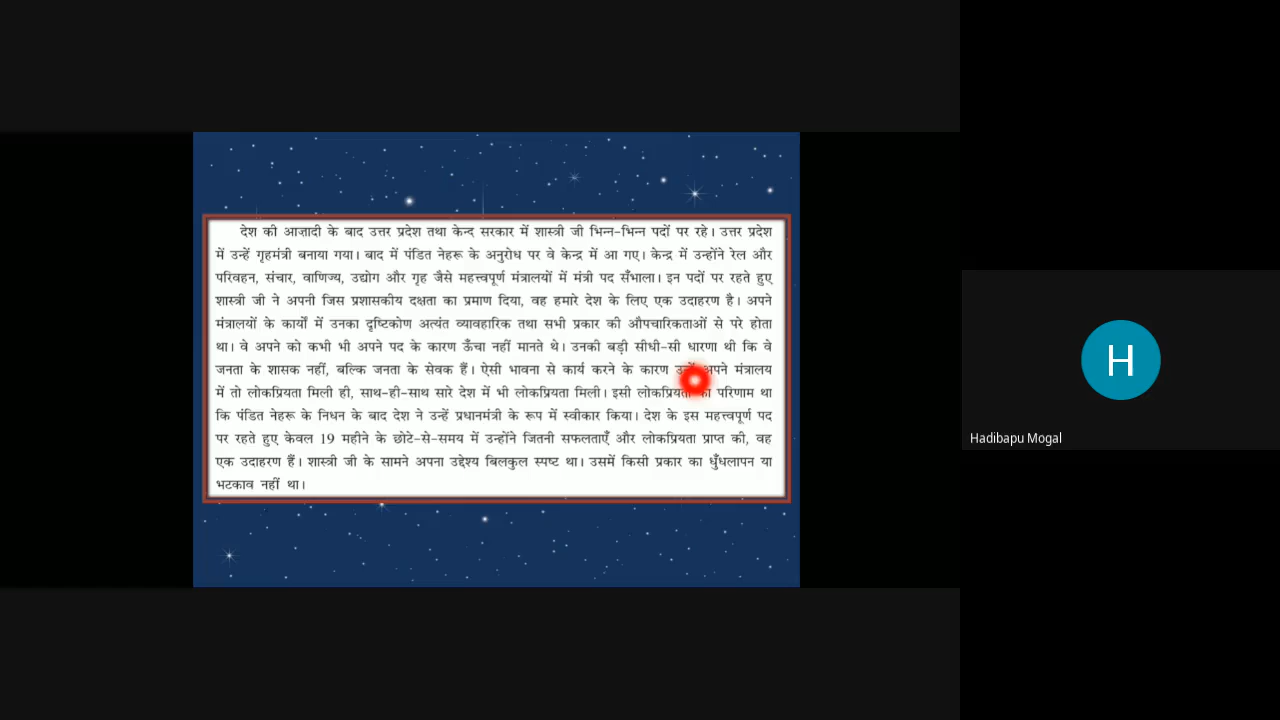 देश की आज़ादी के बाद उत्तर प्रदेश तथा केन्द सरकार में शास्त्री जी भिन्न-भिन्न पदों पर रहे। उत्तर प्रदेश
में उन्हें गृहमंत्री बनाया गया। बाद में पंडित नेहरू के अनुरोध पर वे केन्द्र में आ गए। केन्द्र में उन्होंने रेल और
परिवहन, संचार, वाणिज्य, उद्योग और गृह जैसे महत्त्वपूर्ण मंत्रालयों में मंत्री पद सँभाला। इन पदों पर रहते हुए
शास्त्री जी ने अपनी जिस प्रशासकीय दक्षता का प्रमाण दिया, वह हमारे देश के लिए एक उदाहरण है। अपने
मंत्रालयों के कार्यों में उनका दृष्टिकोण अत्यंत व्यावहारिक तथा सभी प्रकार की औपचारिकताओं से परे होता
था। वे अपने को कभी भी अपने पद के कारण ऊँचा नहीं मानते थे। उनकी बड़ी सीधी-सी धारणा थी कि वे
जनता के शासक नहीं, बल्कि जनता के सेवक हैं। ऐसी भावना से कार्य करने के कारण अपने मंत्रालय
में तो लोकप्रियता मिली ही, साथ-ही-साथ सारे देश में भी लोकप्रियता मिली। इसी लोकप्रियता का परिणाम था
कि पंडित नेहरू के निधन के बाद देश ने उन्हें प्रधानमंत्री के रूप में स्वीकार किया। देश के इस महत्त्वपूर्ण पद
पर रहते हुए केवल 19 महीने के छोटे-से-समय में उन्होंने जितनी सफलताएँ और लोकप्रियता प्राप्त की, वह
एक उदाहरण हैं। शास्त्री जी के सामने अपना उद्देश्य बिलकुल स्पष्ट था। उसमें किसी प्रकार का धुँधलापन या
भटकाव नहीं था।
H
Hadibapu Mogal